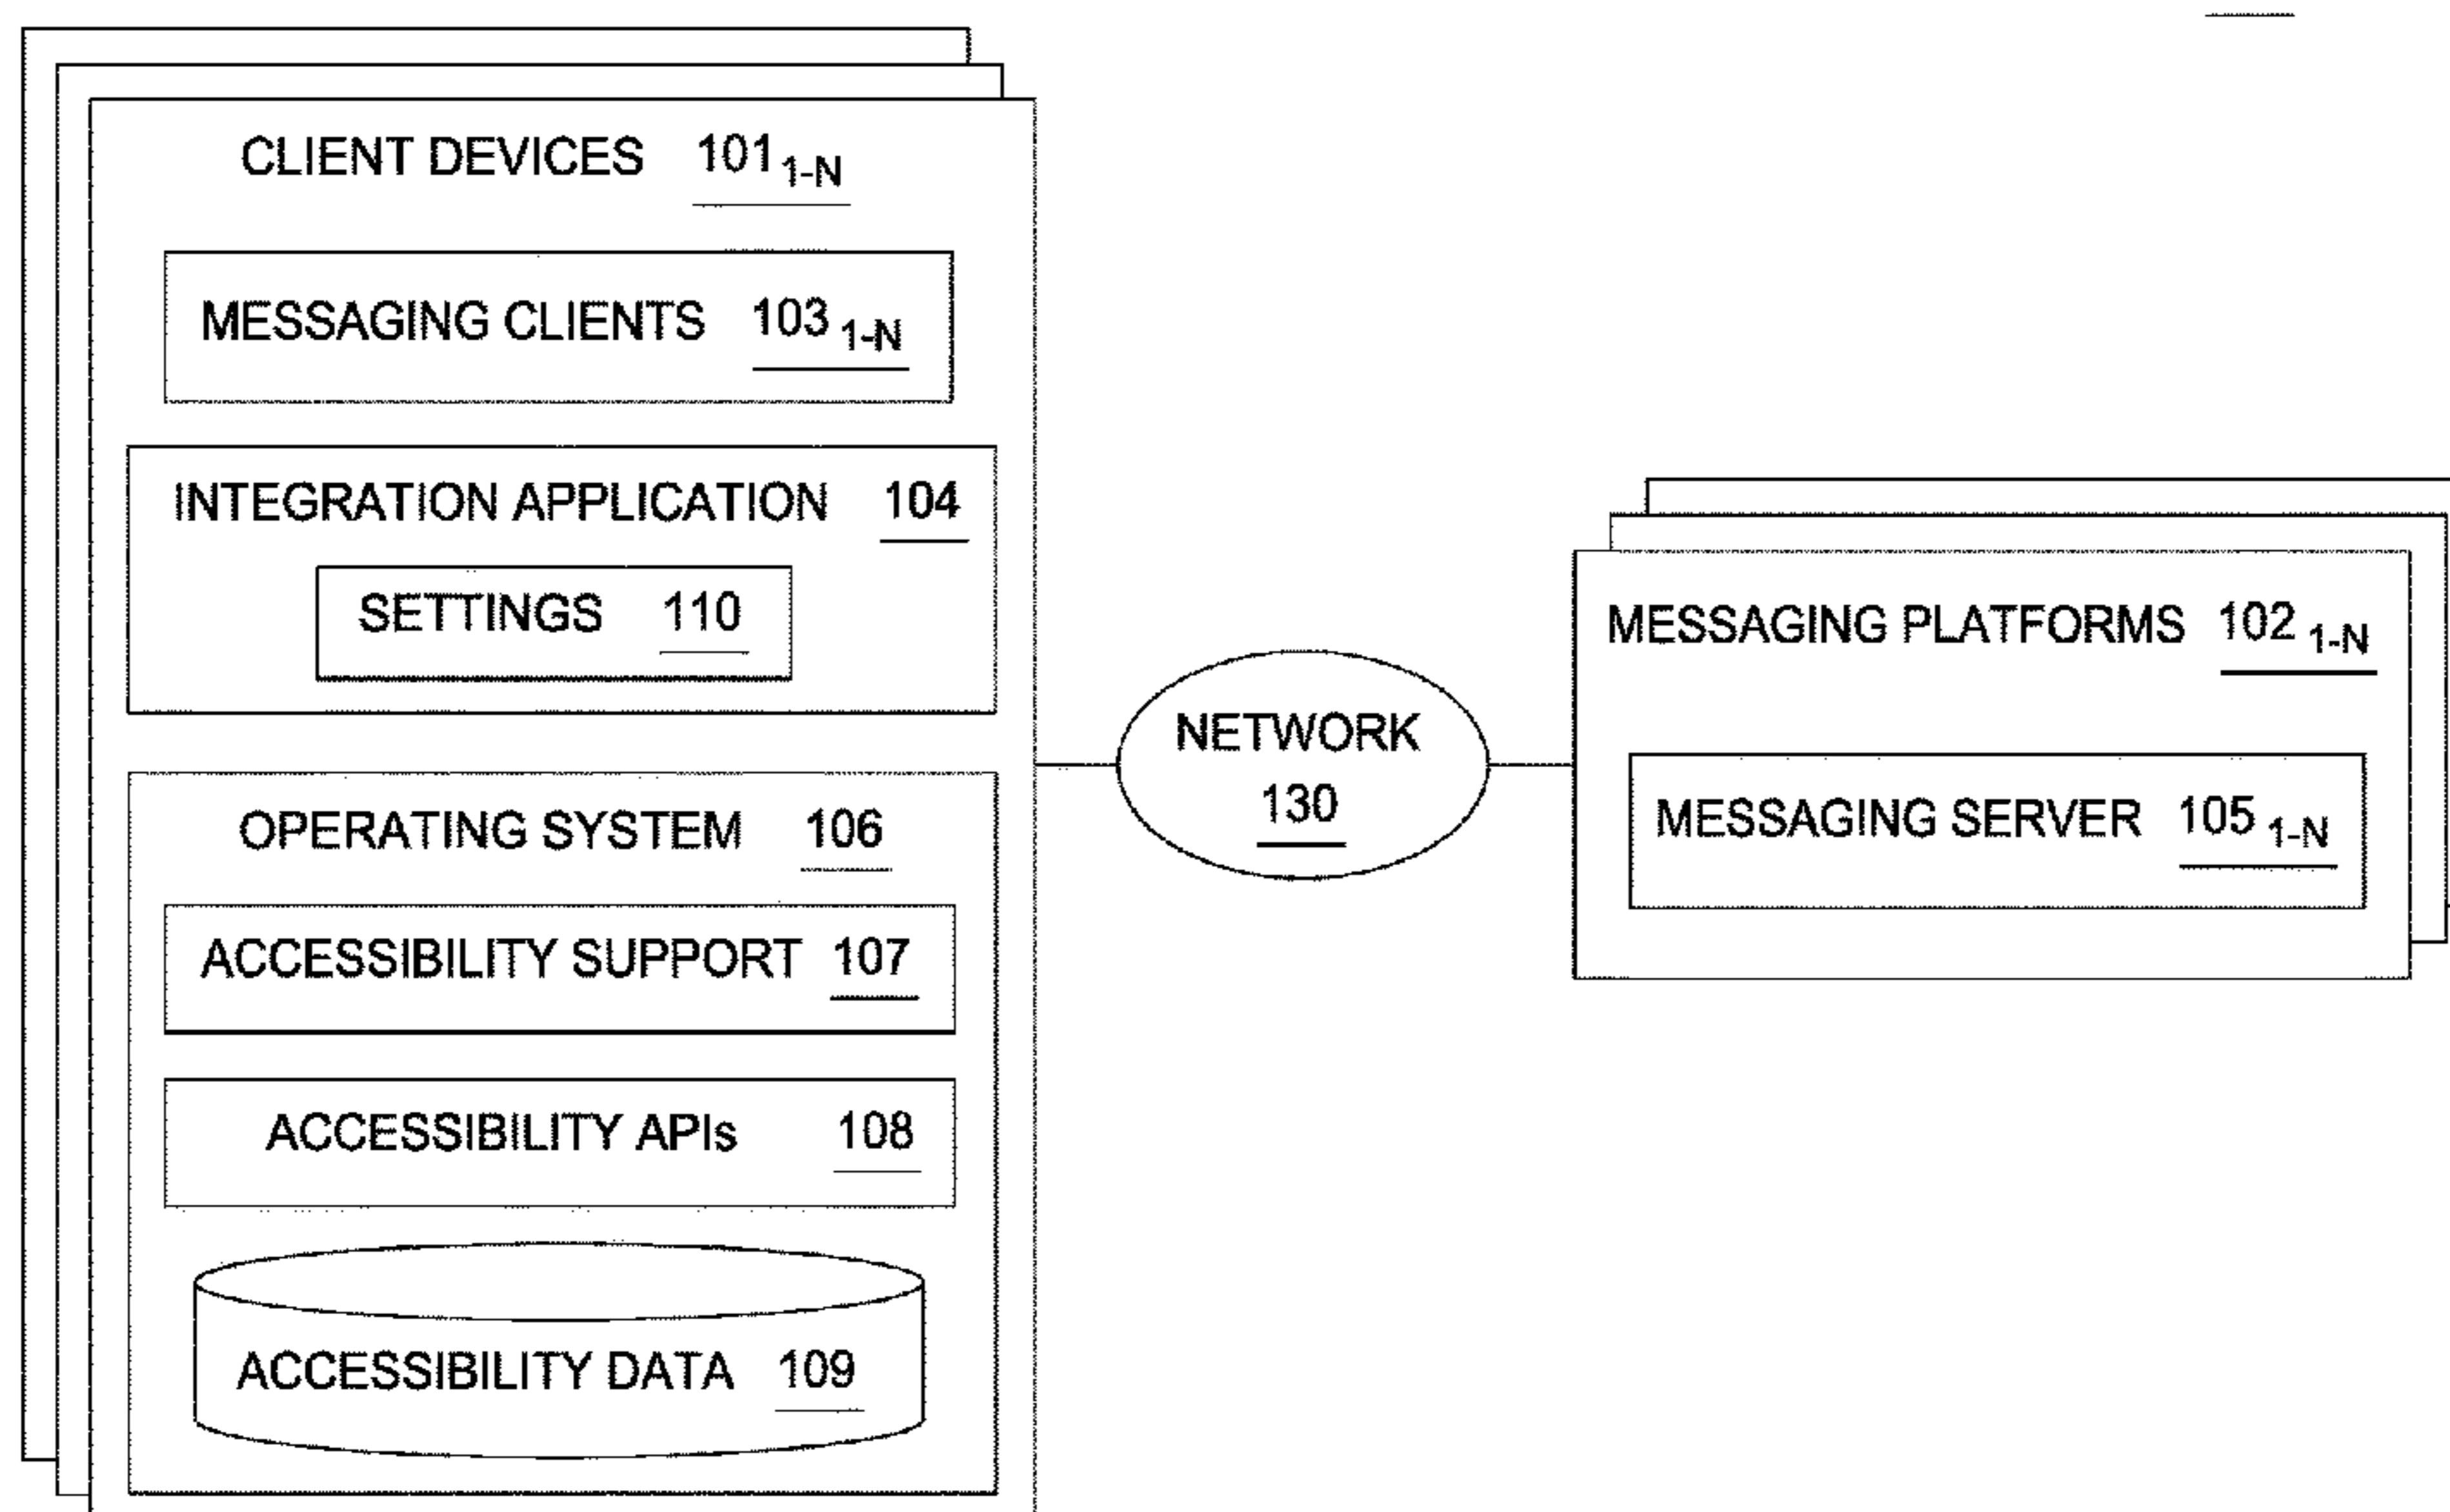 CLIENT DEVICES 101 1-N
MESSAGING CLIENTS 103 1-N
INTEGRATION APPLICATION 104
SETTINGS 110
OPERATING SYSTEM 106
ACCESSIBILITY SUPPORT 107
ACCESSIBILITY APIs 108
ACCESSIBILITY DATA 109
NETWORK
130
MESSAGING PLATFORMS 102 1-N
MESSAGING SERVER 105 1-N